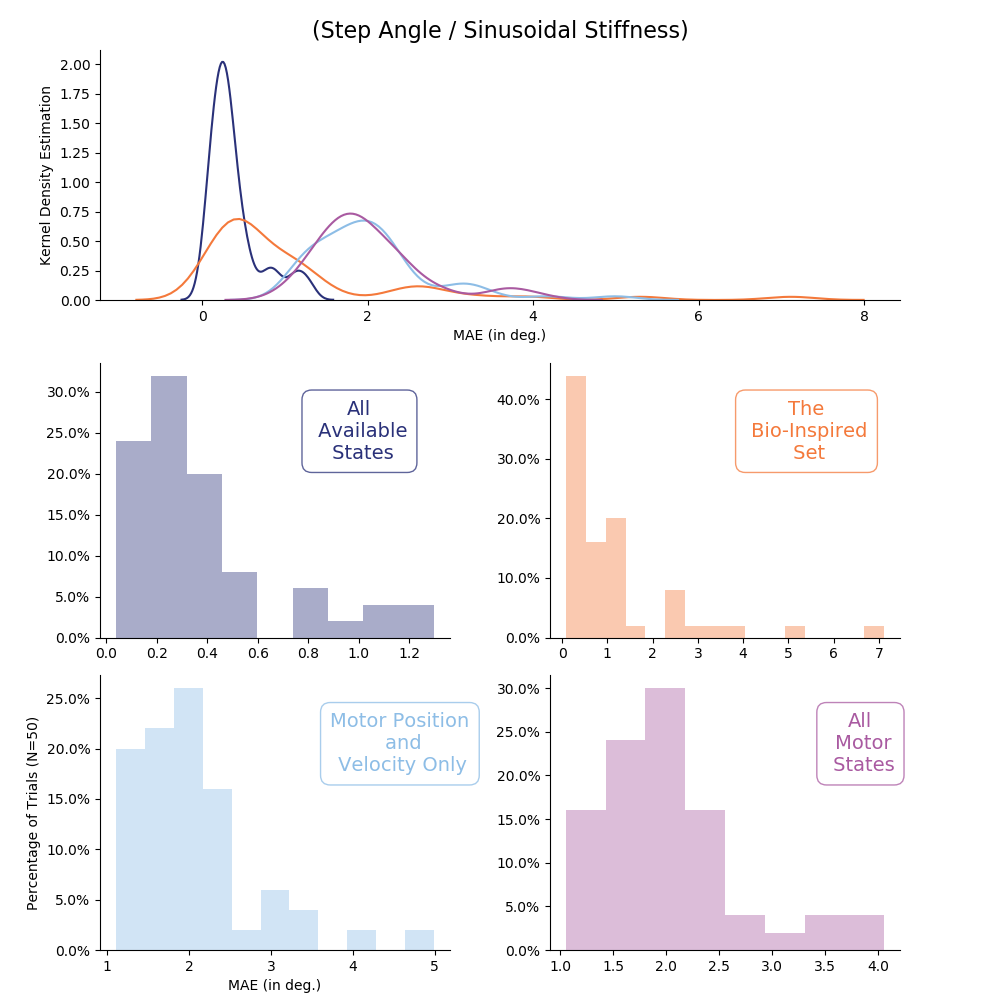 (Step Angle / Sinusoidal Stiffness)
Kernel Density Estimation
2.00
1.75
1.50
1.25
1.00
0.75
0.50
0.25
0.00
0 2 4 6 8
MAE (in deg.)
30.0%
25.0%
20.0%
15.0%
10.0%
5.0%
0.0%
0.0 0.2 0.4 0.6 0.8 1.0 1.2
All
Available
States
40.0%
30.0%
20.0%
10.0%
0.0%
0 1 2 3 4 5 6 7
The
Bio-Inspired
Set
Percentage of Trials (N=50)
25.0%
20.0%
15.0%
10.0%
5.0%
0.0%
1 2 3 4 5
MAE (in deg.)
Motor Position
and
Velocity Only
30.0%
25.0%
20.0%
15.0%
10.0%
5.0%
0.0%
1.0 1.5 2.0 2.5 3.0 3.5 4.0
All
Motor
States